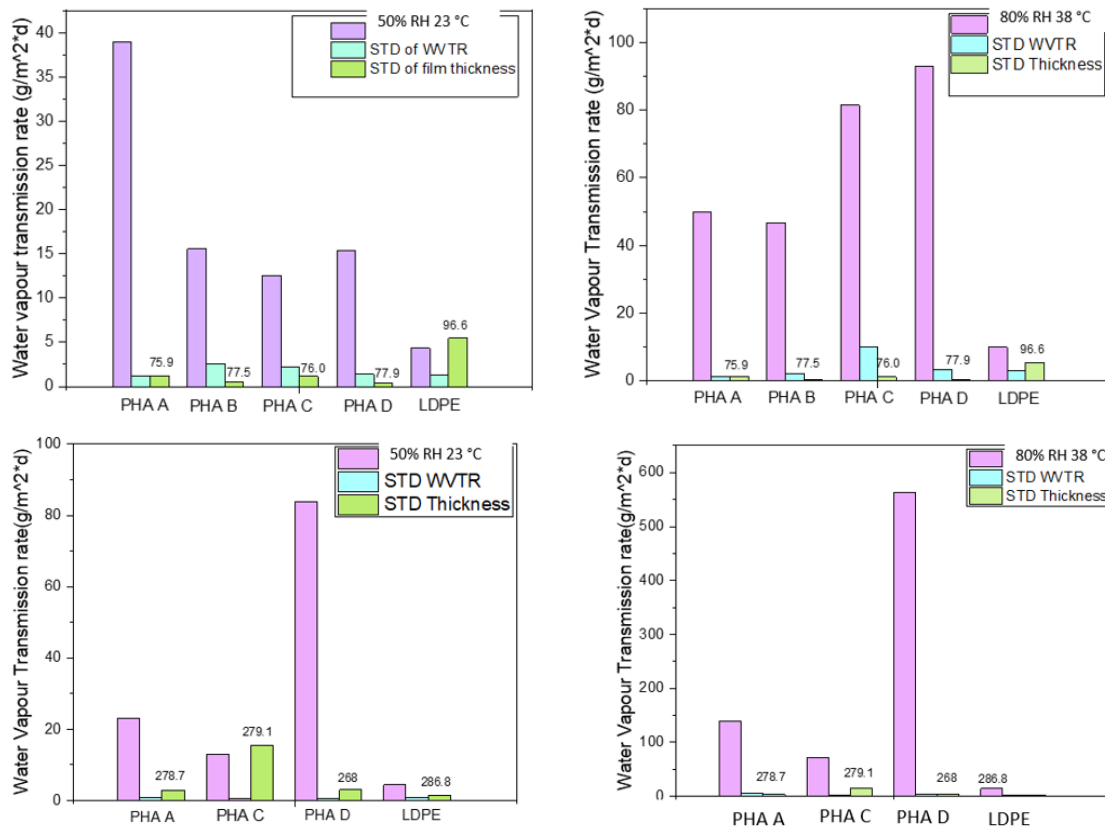 50% RH 23 °C
STD of WVTR
STD of film thickness
Water vapour transmission rate (g/m^2*d)
40
35
30
25
20
15
10
5
0
75.9
77.5
76.0
77.9
96.6
PHA A
PHA B
PHA C
PHA D
LDPE
80% RH 38 °C
STD WVTR
STD Thickness
Water Vapour Transmission rate (g/m^2*d)
100
80
60
40
20
0
75.9
77.5
76.0
77.9
96.6
PHA A
PHA B
PHA C
PHA D
LDPE
50% RH 23 °C
STD WVTR
STD Thickness
Water Vapour Transmission rate(g/m^2*d)
100
80
60
40
20
0
278.7
279.1
268
286.8
PHA A
PHA C
PHA D
LDPE
80% RH 38 °C
STD WVTR
STD Thickness
Water Vapour Transmission rate(g/m^2*d)
600
500
400
300
200
100
0
278.7
279.1
268
286.8
PHA A
PHA C
PHA D
LDPE